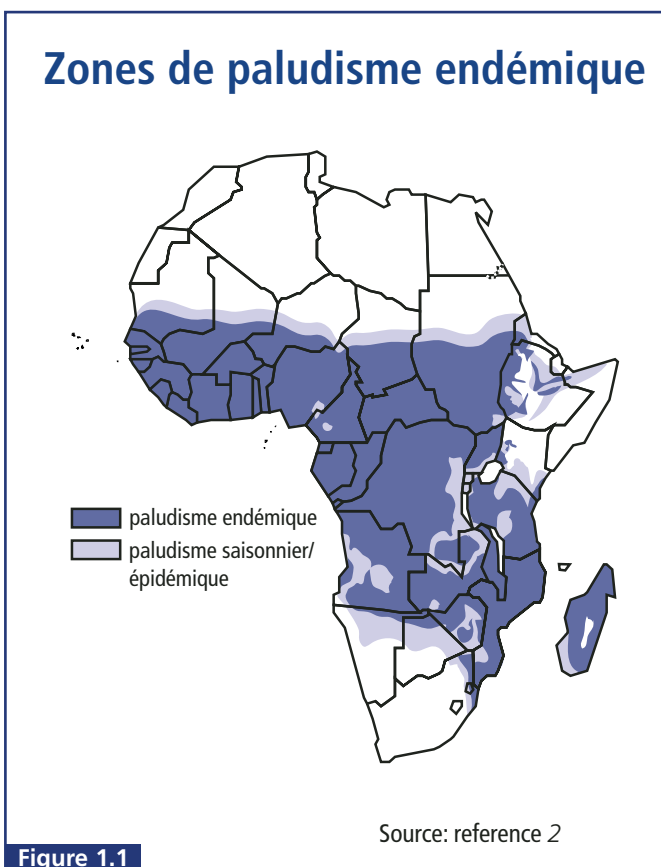 Zones de paludisme endémique
paludisme endémique
paludisme saisonnier/
épidémique
Source: reference 2
Figure 1.1